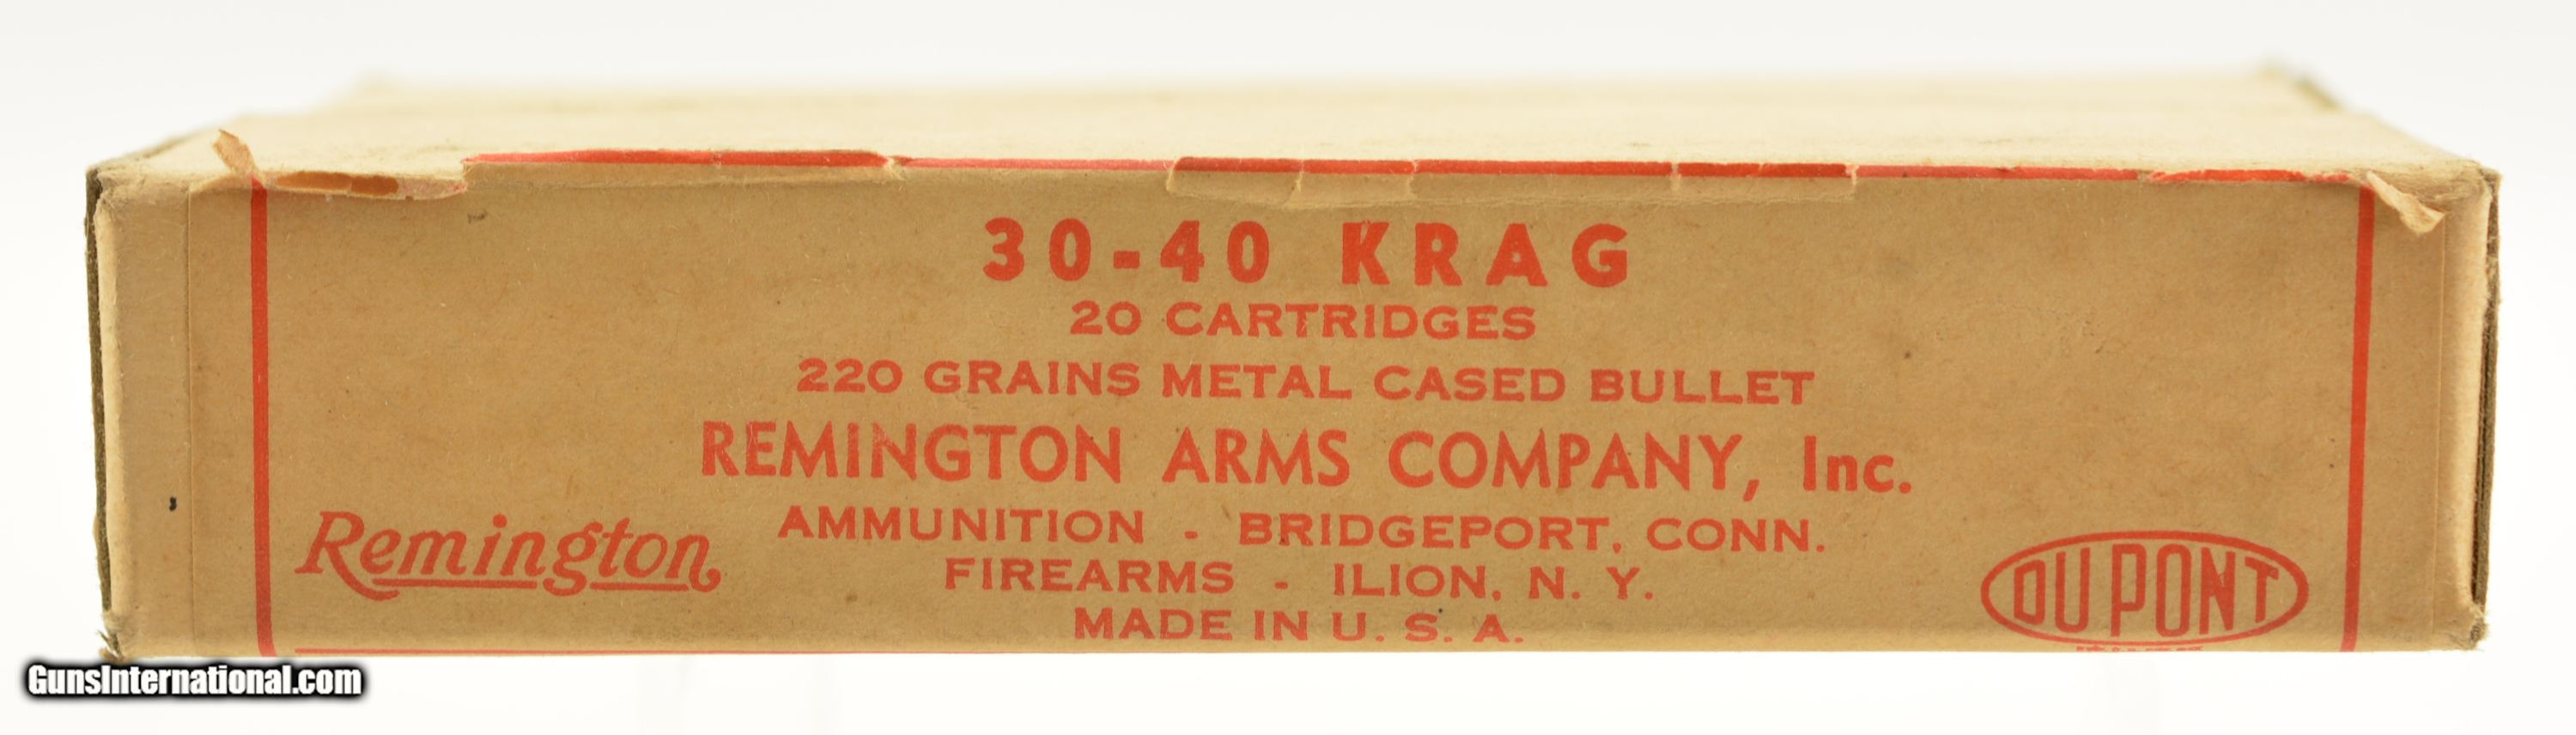 30-40 KRAG
20 CARTRIDGES
220 GRAINS METAL CASED BULLET
REMINGTON ARMS COMPANY, Inc.
AMMUNITION - BRIDGEPORT, CONN.
FIREARMS - ILION, N. Y.
MADE IN U. S. A.
Remington
DU PONT
GunsInternational.com